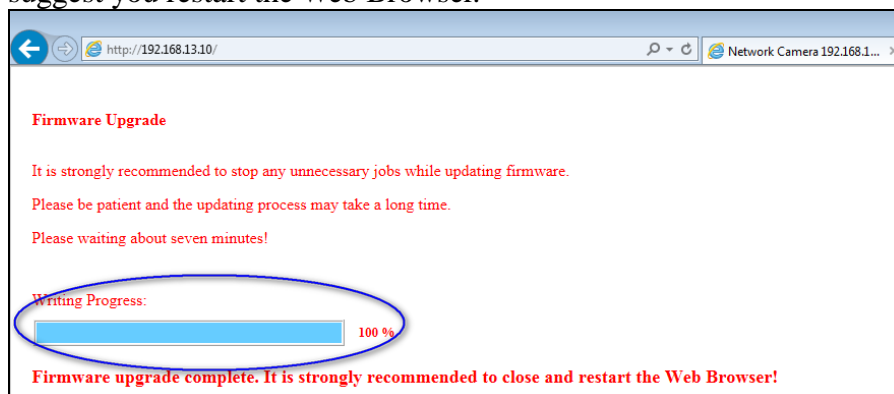 suggest you restart the Web Browser.
http://192.168.13.10/
Network Camera 192.168.1...
Firmware Upgrade
It is strongly recommended to stop any unnecessary jobs while updating firmware.
Please be patient and the updating process may take a long time.
Please waiting about seven minutes!
Writing Progress:
100 %
Firmware upgrade complete. It is strongly recommended to close and restart the Web Browser!